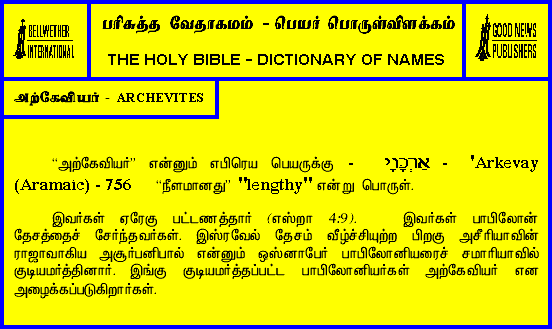 BELLWETHER
INTERNATIONAL
பரிசுத்த வேதாகமம் - பெயர் பொருள்விளக்கம்
THE HOLY BIBLE - DICTIONARY OF NAMES
GOOD NEWS
PUBLISHERS
அற்கேவியர் - ARCHEVITES
“அற்கேவியர்” என்னும் எபிரெய பெயருக்கு - אַרְכָּוָי - 'Arkevay
(Aramaic) - 756 “நீளமானது” "lengthy" என்று பொருள்.
இவர்கள் ஏரேகு பட்டணத்தார் (எஸ்றா 4:9). இவர்கள் பாபிலோன்
தேசத்தைச் சேர்ந்தவர்கள். இஸ்ரவேல் தேசம் வீழ்ச்சியுற்ற பிறகு அசீரியாவின்
ராஜாவாகிய அசூர்பனிபால் என்னும் ஒஸ்னாபேர் பாபிலோனியரைச் சமாரியாவில்
குடியமர்த்தினார். இங்கு குடியமர்த்தப்பட்ட பாபிலோனியர்கள் அற்கேவியர் என
அழைக்கப்படுகிறார்கள்.